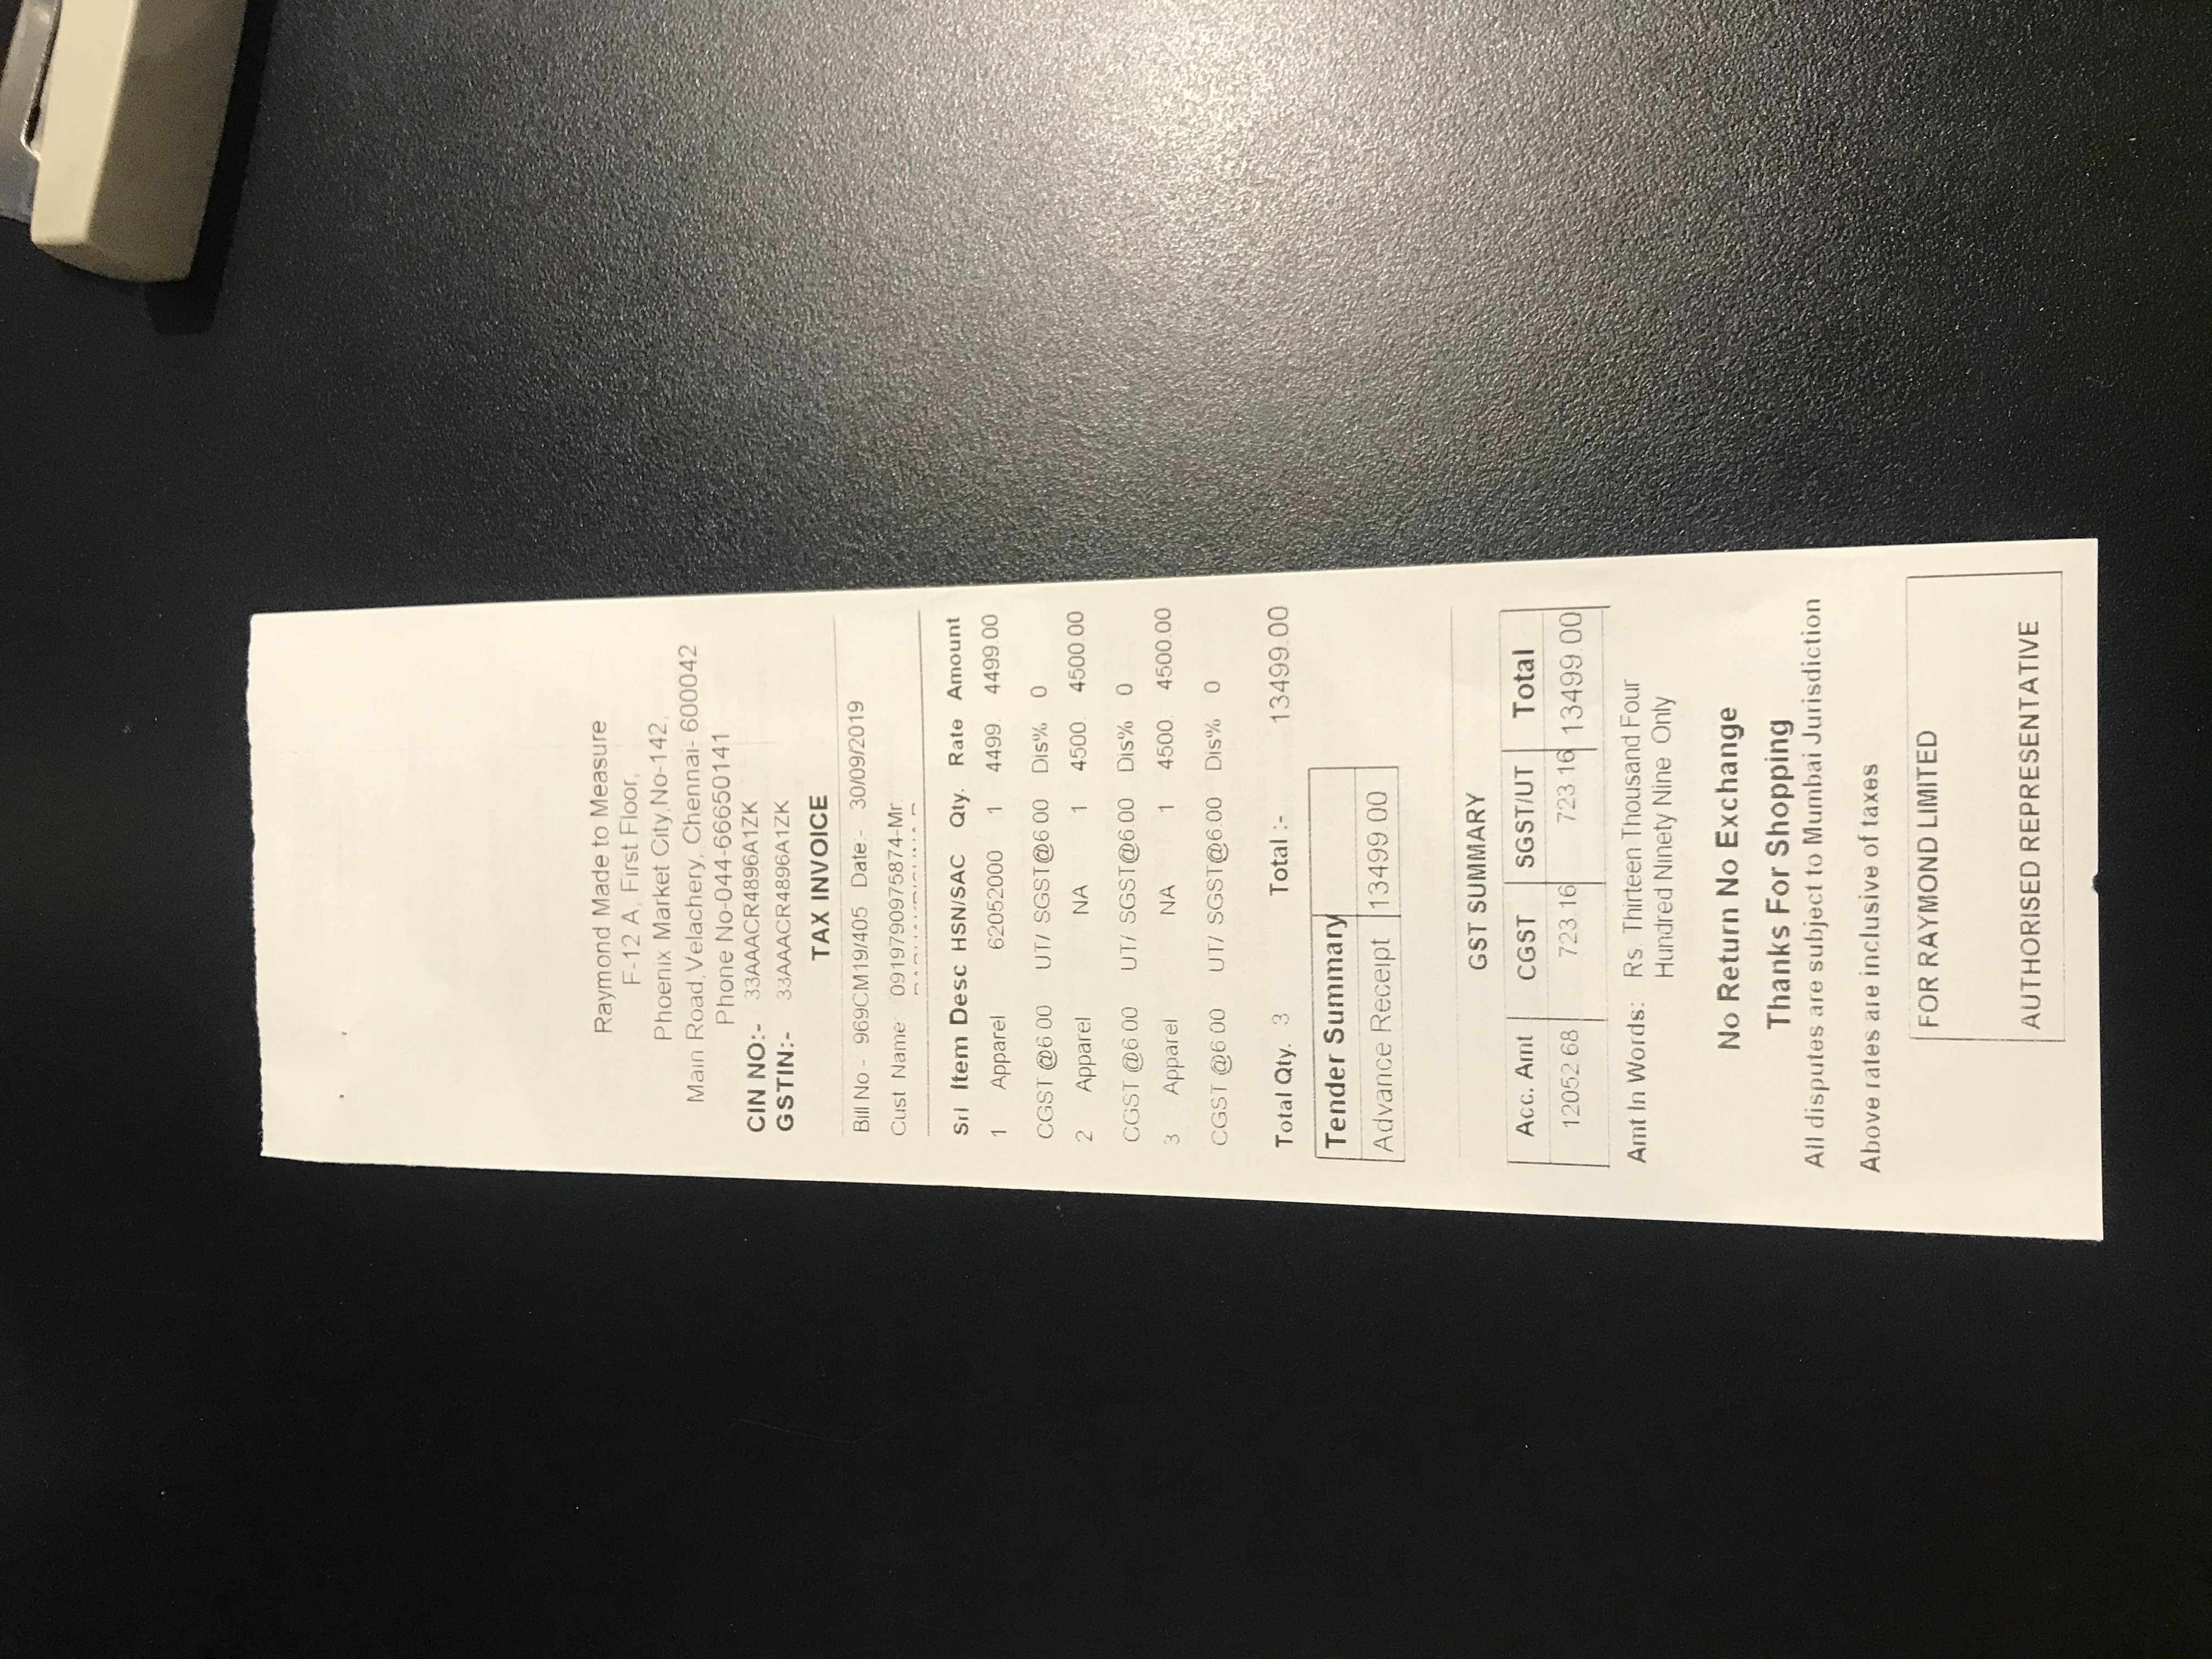 Raymond Made to Measure
F-12 A, First Floor,
Phoenix Market City,No-142,
Main Road,Velachery, Chennai- 600042
Phone No-044-66650141
CIN NO:- 33AAACR4896A1ZK
GSTIN:- 33AAACR4896A1ZK
TAX INVOICE
Bill No - 969CM19/405 Date:- 30/09/2019
Cust Name: 0919790975874-Mr.
Srl Item Desc HSN/SAC Qty. Rate Amount
1 Apparel 62052000 1 4499. 4499.00
CGST @6.00 UT/ SGST@6.00 Dis% 0
2 Apparel NA 1 4500. 4500.00
CGST @6.00 UT/ SGST@6.00 Dis% 0
3 Apparel NA 1 4500. 4500.00
CGST @6.00 UT/ SGST@6.00 Dis% 0
Total Qty. 3 Total :- 13499.00
Tender Summary
Advance Receipt 13499.00
GST SUMMARY
Acc. Amt CGST SGST/UT Total
12052.68 723.16 723.16 13499.00
Amt In Words: Rs. Thirteen Thousand Four
Hundred Ninety Nine Only
No Return No Exchange
Thanks For Shopping
All disputes are subject to Mumbai Jurisdiction
Above rates are inclusive of taxes
FOR RAYMOND LIMITED
AUTHORISED REPRESENTATIVE